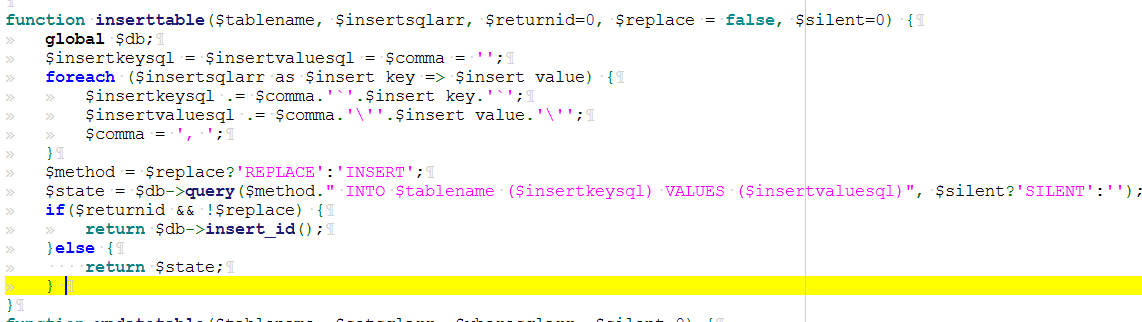 function inserttable($tablename, $insertsqlarr, $returnid=0, $replace = false, $silent=0) {¶
» global $db;¶
» $insertkeysql = $insertvaluesql = $comma = '';¶
» foreach ($insertsqlarr as $insert key => $insert value) {¶
» » $insertkeysql .= $comma.'`'.$insert key.'`';¶
» » $insertvaluesql .= $comma.'\''.$insert value.'\'';¶
» » $comma = ', ';¶
» }¶
» $method = $replace?'REPLACE':'INSERT';¶
» $state = $db->query($method." INTO $tablename ($insertkeysql) VALUES ($insertvaluesql)", $silent?'SILENT':'');
» if($returnid && !$replace) {¶
» » return $db->insert_id();¶
» }else {¶
» ····return $state;¶
» } ¶
}¶